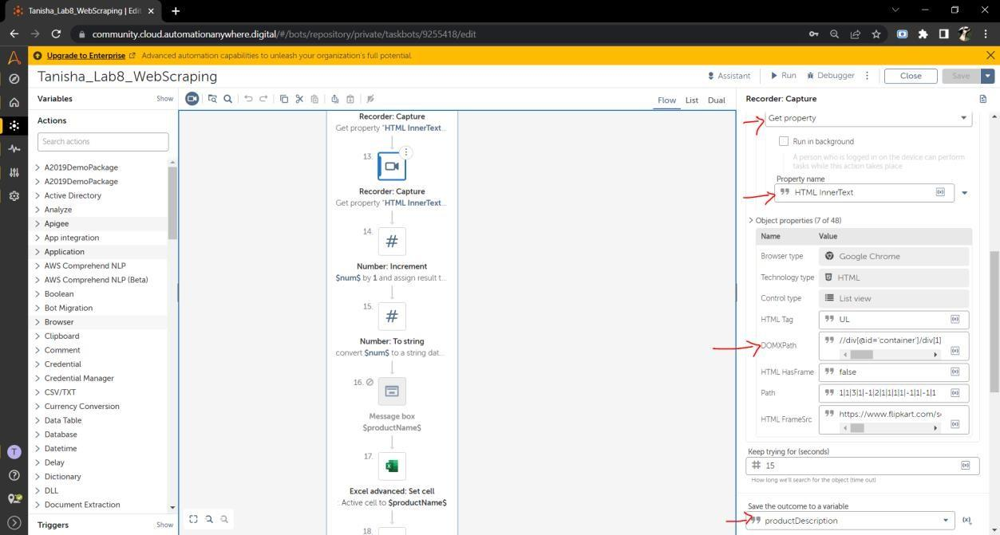 Tanisha_Lab8_WebScraping | Edit
community.cloud.automationanywhere.digital/#/bots/repository/private/taskbots/9255418/edit
Upgrade to Enterprise Advanced automation capabilities to unleash your organization's full potential.
Tanisha_Lab8_WebScraping
Assistant
Run
Debugger
Close
Save
Variables
Show
Flow
List
Dual
Recorder: Capture
Actions
Search actions
A2019DemoPackage
A2019DemoPackage
Active Directory
Analyze
Apigee
App integration
Application
AWS Comprehend NLP
AWS Comprehend NLP (Beta)
Boolean
Bot Migration
Browser
Clipboard
Comment
Credential
Credential Manager
CSV/TXT
Currency Conversion
Data Table
Database
Datetime
Delay
Dictionary
DLL
Document Extraction
Triggers
Show
T
Recorder: Capture
Get property "HTML InnerText...
13.
Recorder: Capture
Get property "HTML InnerText...
14.
#
Number: Increment
$num$ by 1 and assign result t...
15.
#
Number: To string
convert $num$ to a string dat...
16.
Message box
$productName$
17.
Excel advanced: Set cell
Active cell to $productName$
18.
Get property
Run in background
A person who is logged in on the device can perform
tasks while this action takes place
Property name
HTML InnerText
Object properties (7 of 48)
Name Value
Browser type Google Chrome
Technology type HTML
Control type List view
HTML Tag UL
DOMXPath //div[@id='container']/div[1]
HTML HasFrame false
Path 1|1|3|1|-1|2|1|1|1|1|-1|1|-1|1
HTML FrameSrc https://www.flipkart.com/s
Keep trying for (seconds)
# 15
How long we'll search for the object (time out)
Save the outcome to a variable
productDescription